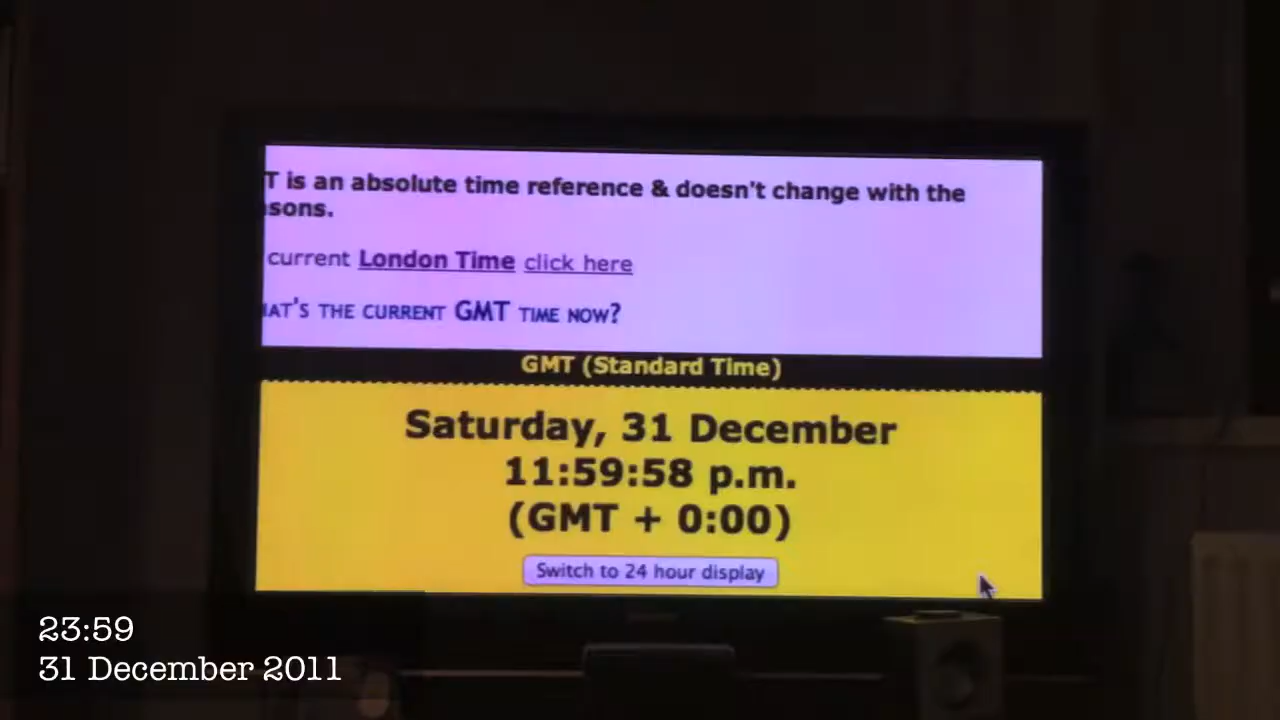 T is an absolute time reference & doesn't change with the
sons.
current London Time click here
AT'S THE CURRENT GMT TIME NOW?
GMT (Standard Time)
Saturday, 31 December
11:59:58 p.m.
(GMT + 0:00)
Switch to 24 hour display
23:59
31 December 2011